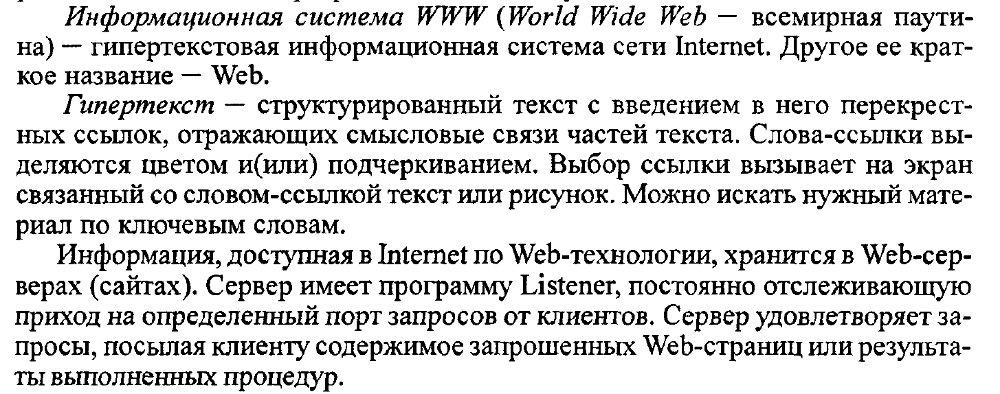 Информационная система WWW (World Wide Web — всемирная паути-
на) — гипертекстовая информационная система сети Internet. Другое ее крат-
кое название — Web.
Гипертекст — структурированный текст с введением в него перекрест-
ных ссылок, отражающих смысловые связи частей текста. Слова-ссылки вы-
деляются цветом и(или) подчеркиванием. Выбор ссылки вызывает на экран
связанный со словом-ссылкой текст или рисунок. Можно искать нужный мате-
риал по ключевым словам.
Информация, доступная в Internet по Web-технологии, хранится в Web-сер-
верах (сайтах). Сервер имеет программу Listener, постоянно отслеживающую
приход на определенный порт запросов от клиентов. Сервер удовлетворяет за-
просы, посылая клиенту содержимое запрошенных Web-страниц или результа-
ты выполненных процедур.